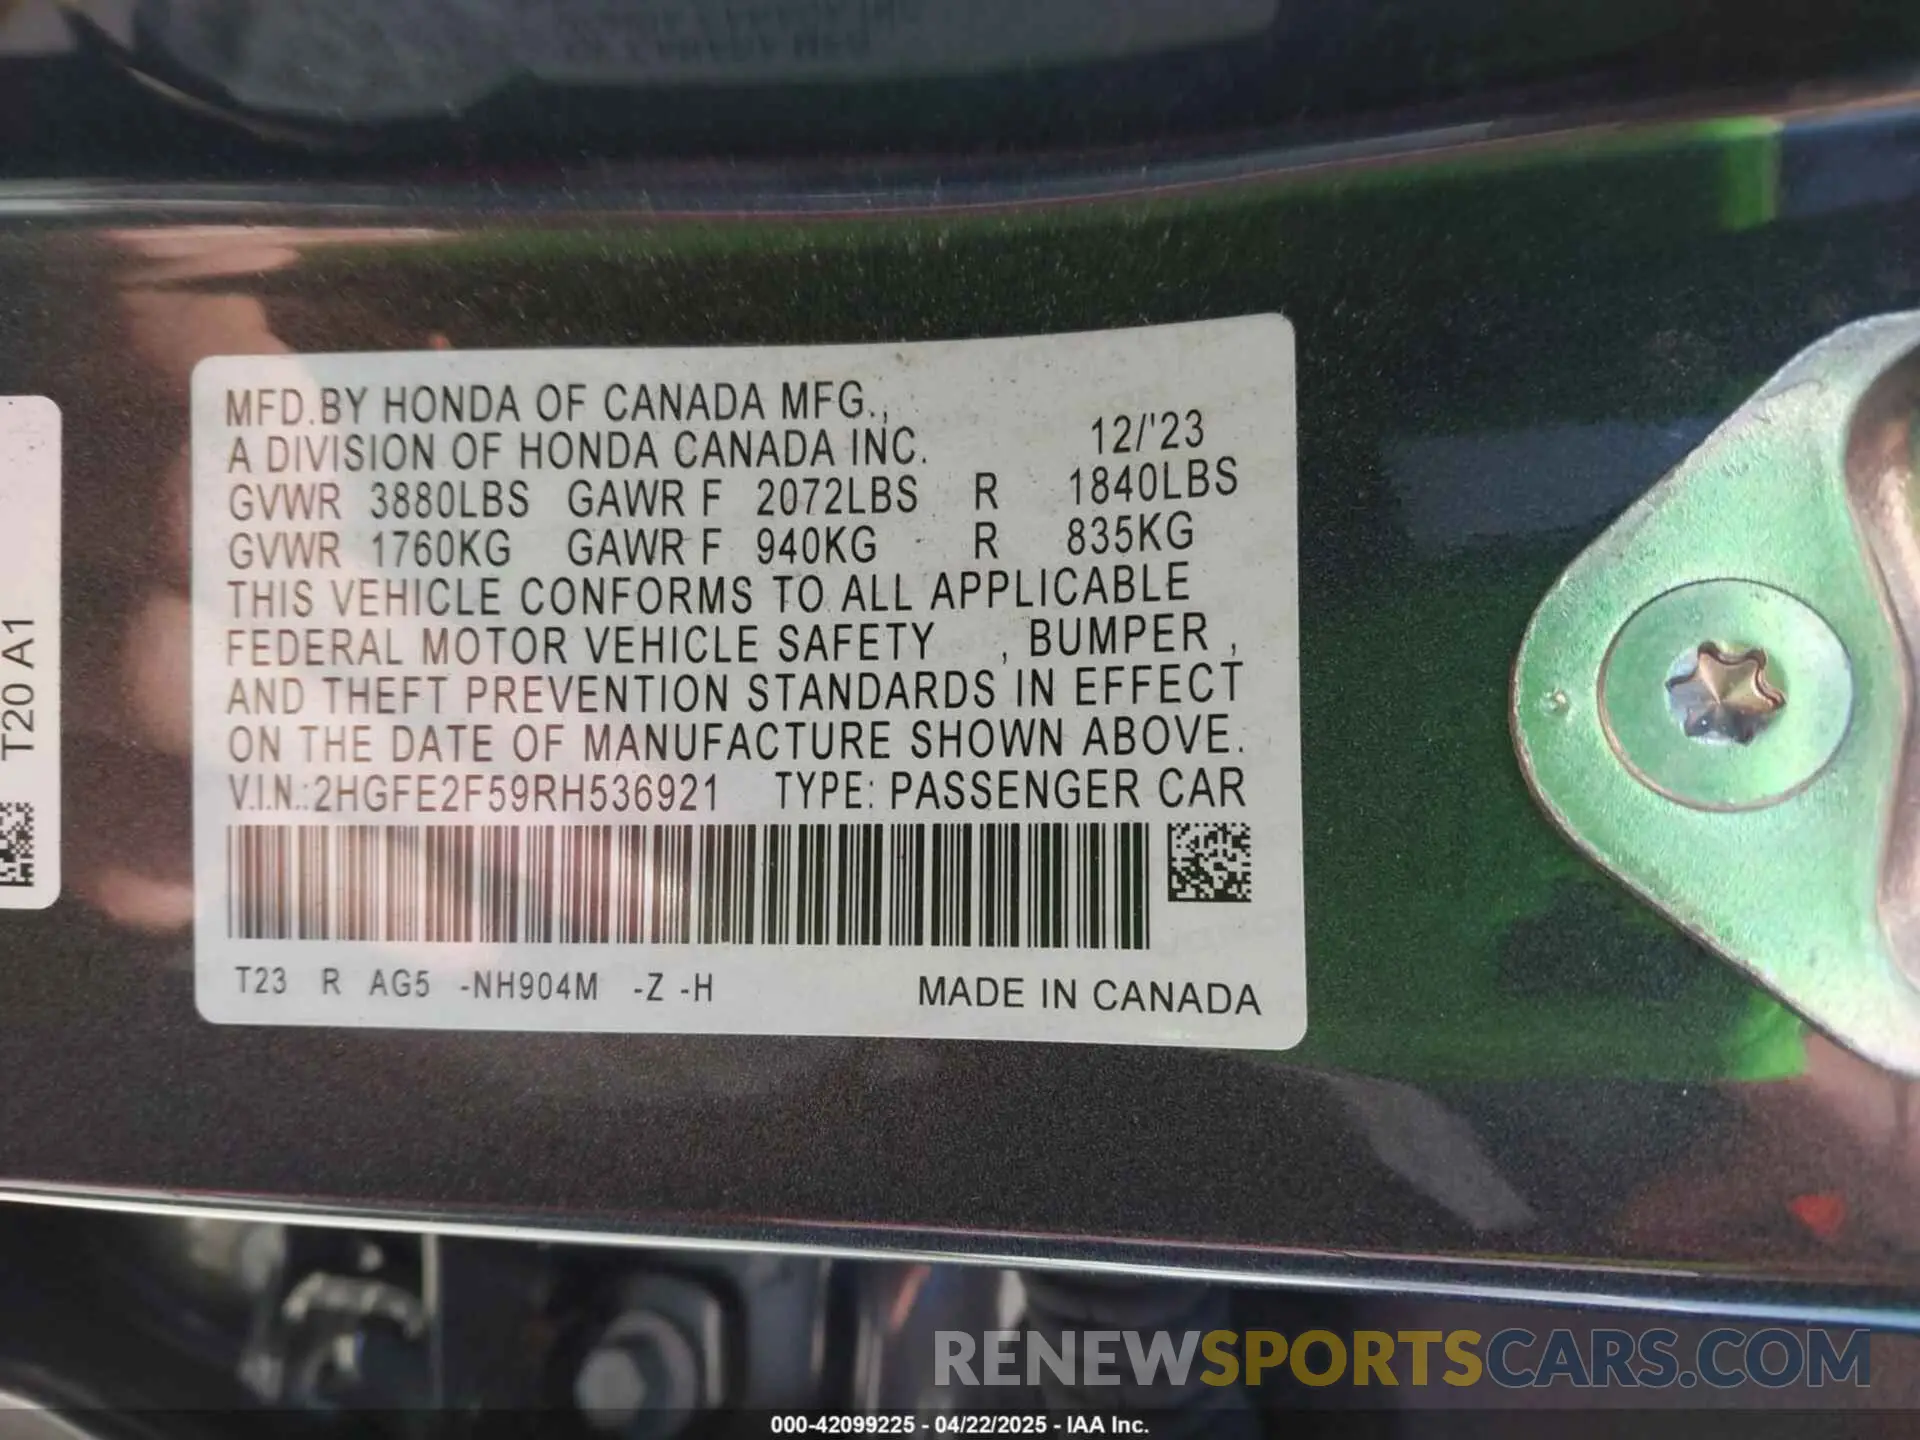 MFD.BY HONDA OF CANADA MFG.,
A DIVISION OF HONDA CANADA INC. 12/'23
GVWR 3880LBS GAWR F 2072LBS R 1840LBS
GVWR 1760KG GAWR F 940KG R 835KG
THIS VEHICLE CONFORMS TO ALL APPLICABLE
FEDERAL MOTOR VEHICLE SAFETY , BUMPER ,
AND THEFT PREVENTION STANDARDS IN EFFECT
ON THE DATE OF MANUFACTURE SHOWN ABOVE.
V.I.N.:2HGFE2F59RH536921 TYPE: PASSENGER CAR
T23 R AG5 -NH904M -Z -H MADE IN CANADA
T20 A1
RENEWSPORTSCARS.COM
000-42099225 - 04/22/2025 - IAA Inc.